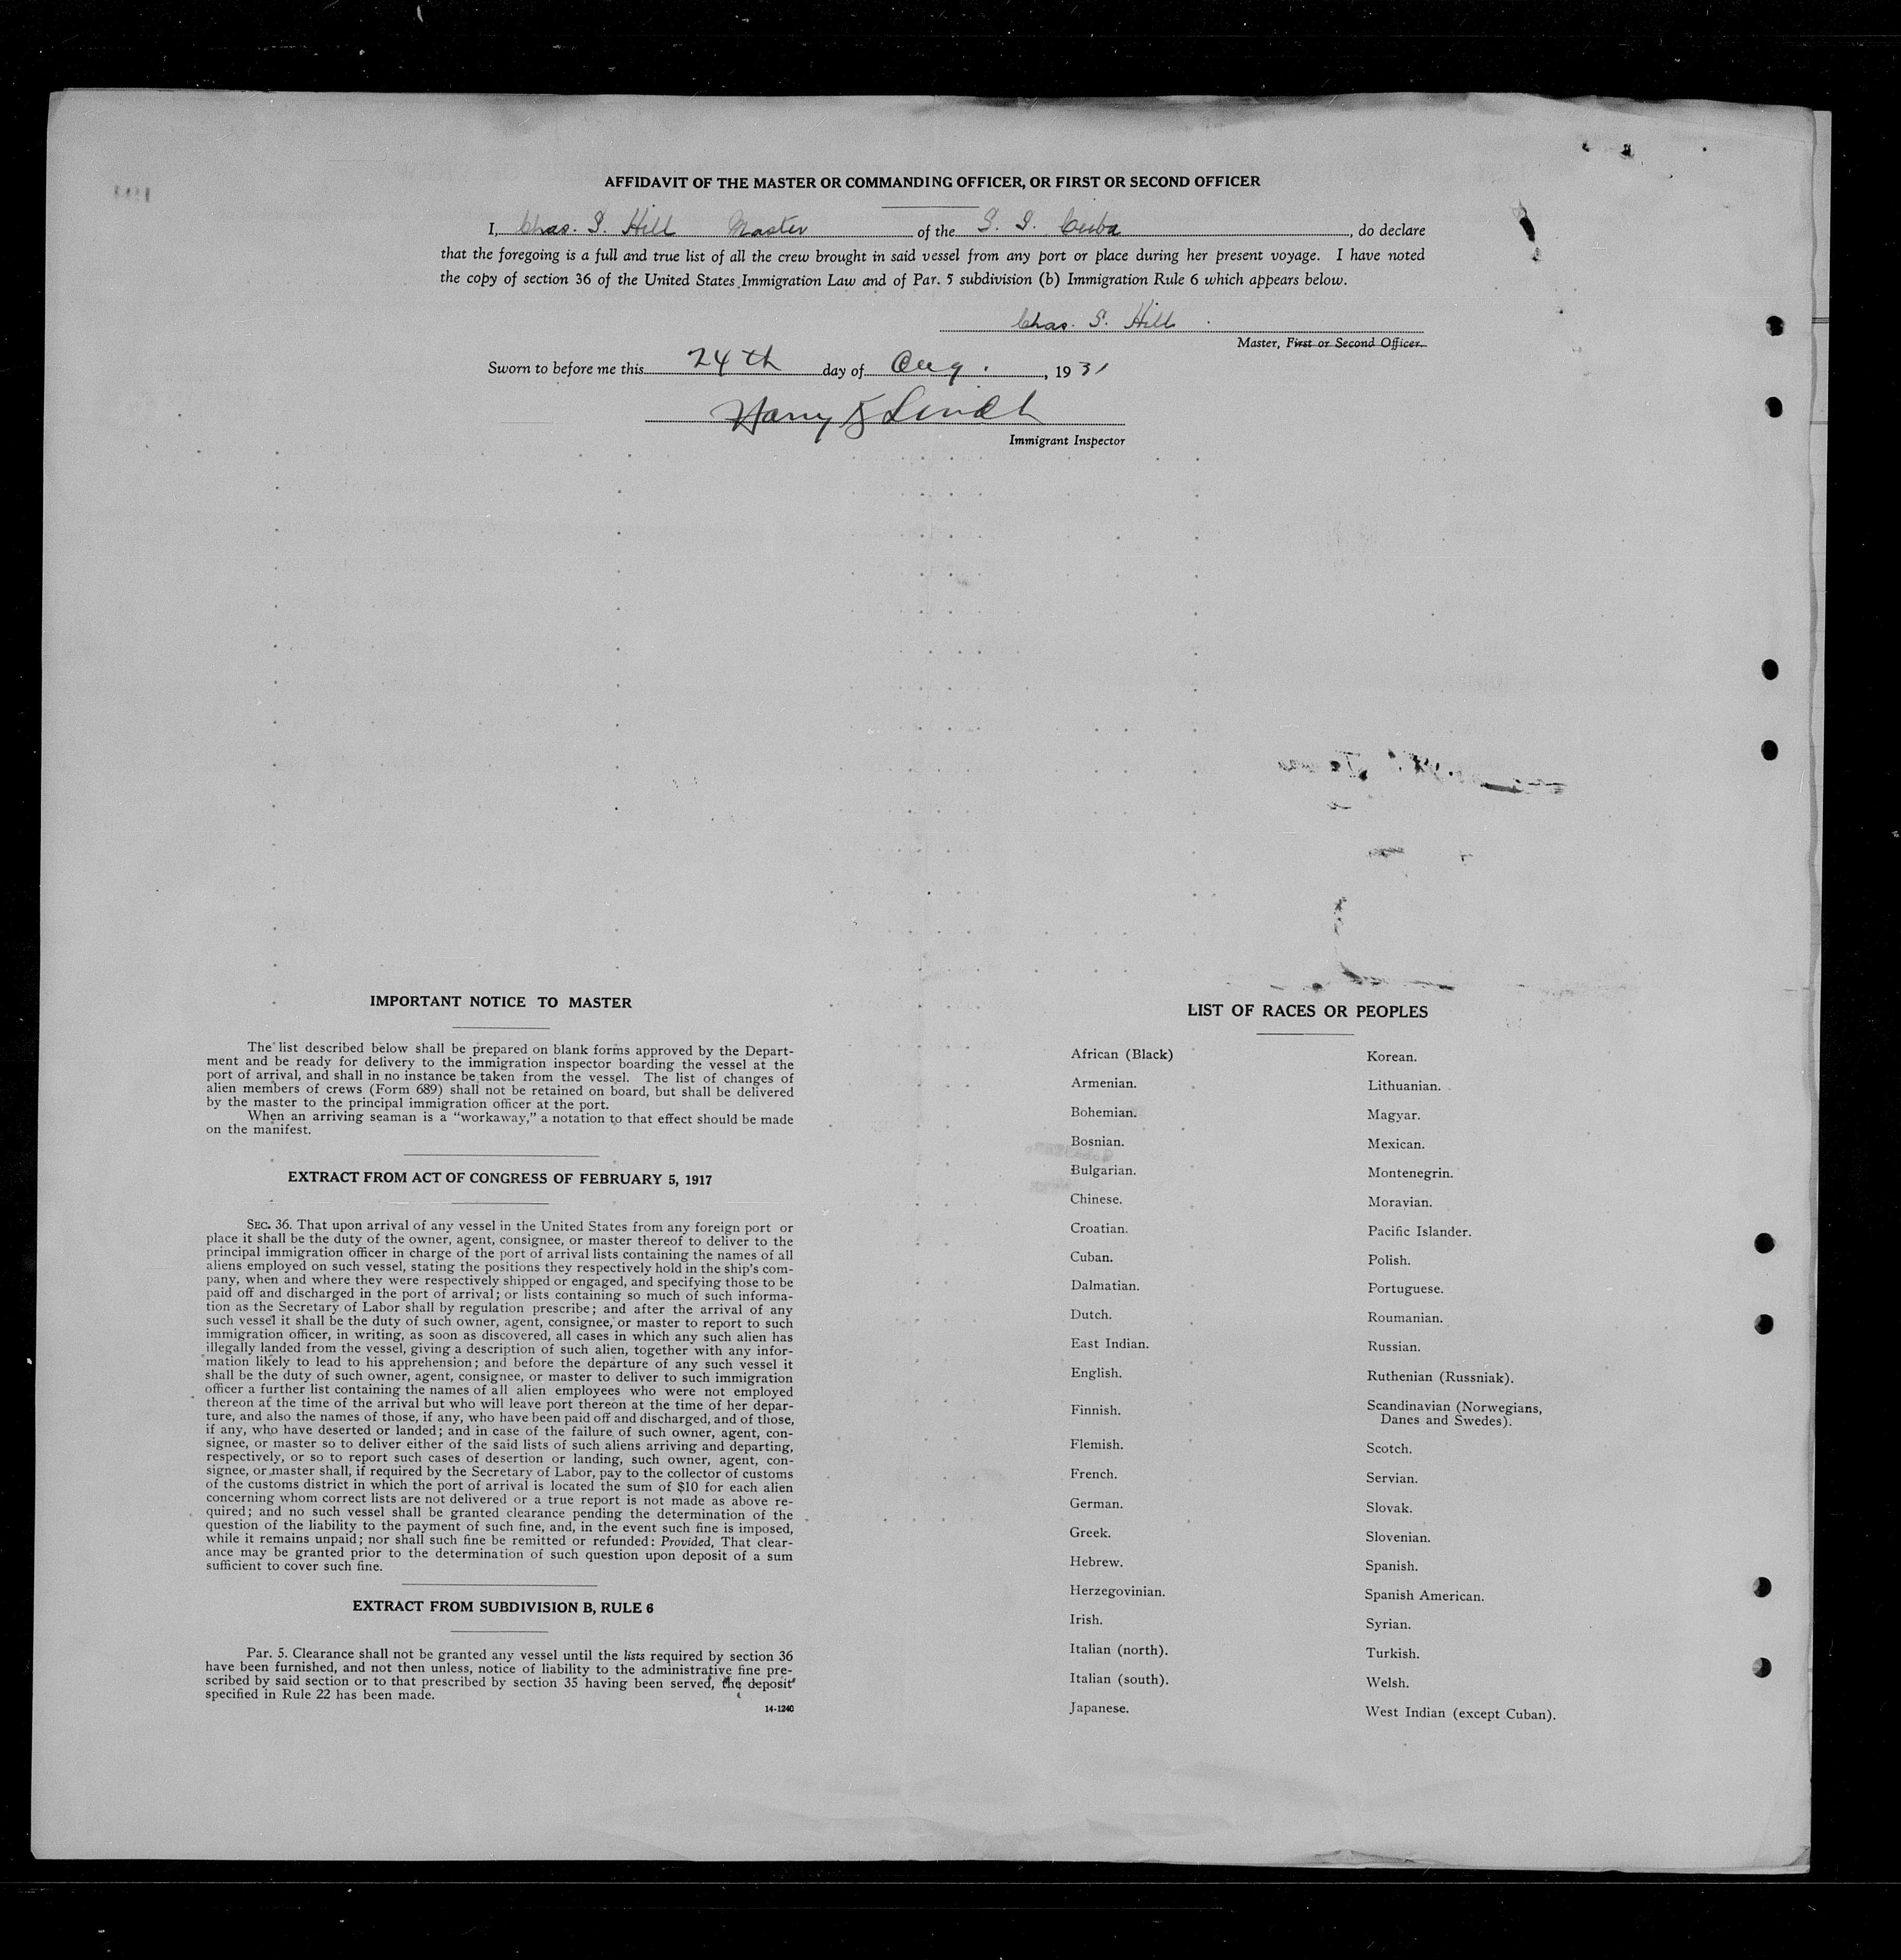 AFFIDAVIT OF THE MASTER OR COMMANDING OFFICER, OR FIRST OR SECOND OFFICER
I, Chas. S. Hill Master of the S. S. Cuba, do declare
that the foregoing is a full and true list of all the crew brought in said vessel from any port or place during her present voyage. I have noted
the copy of section 36 of the United States Immigration Law and of Par. 5 subdivision (b) Immigration Rule 6 which appears below.
Chas. S. Hill
Master, First or Second Officer.
Sworn to before me this 24th day of Aug., 1931
Harry
Immigrant Inspector
IMPORTANT NOTICE TO MASTER
The list described below shall be prepared on blank forms approved by the Depart-
ment and be ready for delivery to the immigration inspector boarding the vessel at the
port of arrival, and shall in no instance be taken from the vessel. The list of changes of
alien members of crews (Form 689) shall not be retained on board, but shall be delivered
by the master to the principal immigration officer at the port.
When an arriving seaman is a “workaway,” a notation to that effect should be made
on the manifest.
EXTRACT FROM ACT OF CONGRESS OF FEBRUARY 5, 1917
SEC. 36. That upon arrival of any vessel in the United States from any foreign port or
place it shall be the duty of the owner, agent, consignee, or master thereof to deliver to the
principal immigration officer in charge of the port of arrival lists containing the names of all
aliens employed on such vessel, stating the positions they respectively hold in the ship's com-
pany, when and where they were respectively shipped or engaged, and specifying those to be
paid off and discharged in the port of arrival; or lists containing so much of such informa-
tion as the Secretary of Labor shall by regulation prescribe; and after the arrival of any
such vessel it shall be the duty of such owner, agent, consignee, or master to report to such
immigration officer, in writing, as soon as discovered, all cases in which any such alien has
illegally landed from the vessel, giving a description of such alien, together with any infor-
mation likely to lead to his apprehension; and before the departure of any such vessel it
shall be the duty of such owner, agent, consignee, or master to deliver to such immigration
officer a further list containing the names of all alien employees who were not employed
thereon at the time of the arrival but who will leave port thereon at the time of her depar-
ture, and also the names of those, if any, who have been paid off and discharged, and of those,
if any, who have deserted or landed; and in case of the failure of such owner, agent, con-
signee, or master so to deliver either of the said lists of such aliens arriving and departing,
respectively, or so to report such cases of desertion or landing, such owner, agent, con-
signee, or master shall, if required by the Secretary of Labor, pay to the collector of customs
of the customs district in which the port of arrival is located the sum of $10 for each alien
concerning whom correct lists are not delivered or a true report is not made as above re-
quired; and no such vessel shall be granted clearance pending the determination of the
question of the liability to the payment of such fine, and, in the event such fine is imposed,
while it remains unpaid; nor shall such fine be remitted or refunded: Provided, That clear-
ance may be granted prior to the determination of such question upon deposit of a sum
sufficient to cover such fine.
EXTRACT FROM SUBDIVISION B, RULE 6
Par. 5. Clearance shall not be granted any vessel until the lists required by section 36
have been furnished, and not then unless, notice of liability to the administrative fine pre-
scribed by said section or to that prescribed by section 35 having been served, the deposit
specified in Rule 22 has been made.
14-1240
LIST OF RACES OR PEOPLES
African (Black)
Armenian.
Bohemian.
Bosnian.
Bulgarian.
Chinese.
Croatian.
Cuban.
Dalmatian.
Dutch.
East Indian.
English.
Finnish.
Flemish.
French.
German.
Greek.
Hebrew.
Herzegovinian.
Irish.
Italian (north).
Italian (south).
Japanese.
Korean.
Lithuanian.
Magyar.
Mexican.
Montenegrin.
Moravian.
Pacific Islander.
Polish.
Portuguese.
Roumanian.
Russian.
Ruthenian (Russniak).
Scandinavian (Norwegians,
Danes and Swedes).
Scotch.
Servian.
Slovak.
Slovenian.
Spanish.
Spanish American.
Syrian.
Turkish.
Welsh.
West Indian (except Cuban).